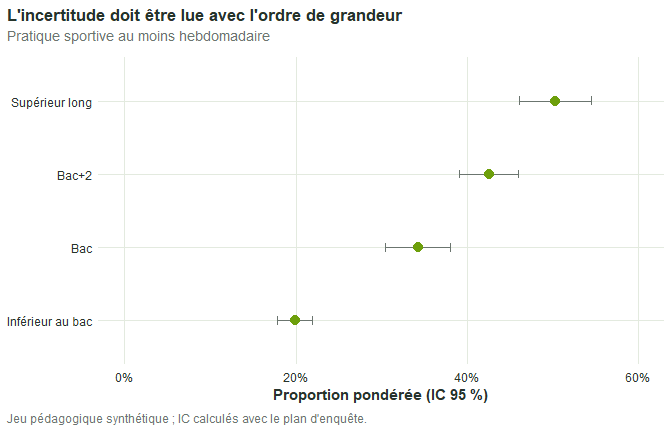 L'incertitude doit être lue avec l'ordre de grandeur
Pratique sportive au moins hebdomadaire
Supérieur long
Bac+2
Bac
Inférieur au bac
0%
20%
40%
60%
Proportion pondérée (IC 95 %)
Jeu pédagogique synthétique ; IC calculés avec le plan d'enquête.